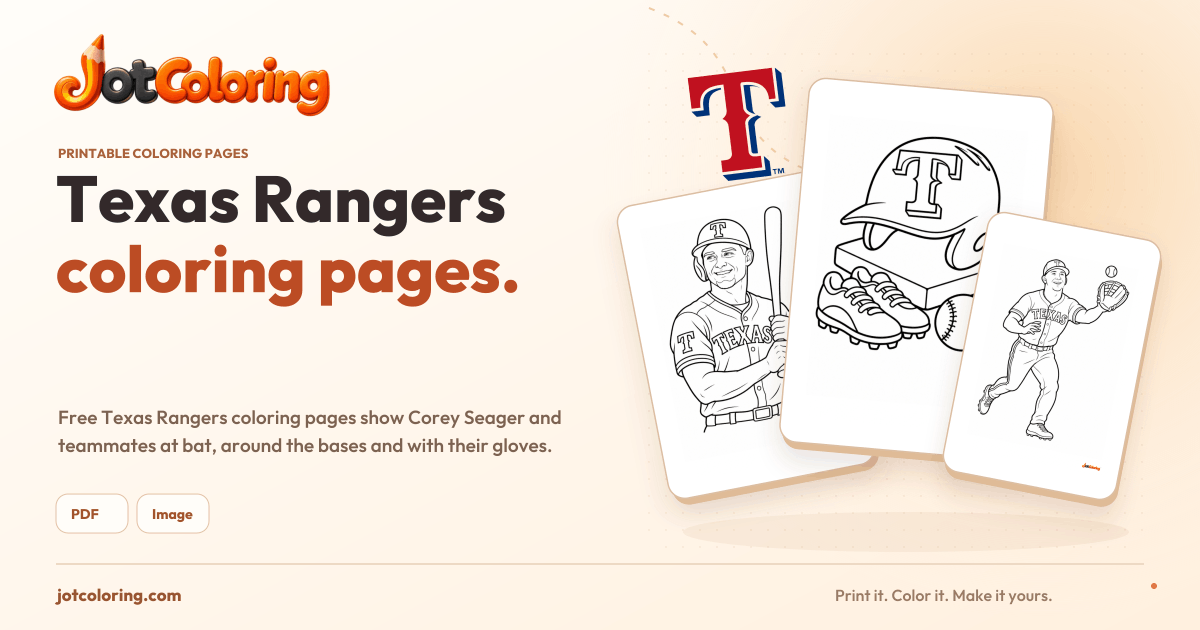 JotColoring
PRINTABLE COLORING PAGES
Texas Rangers
coloring pages.
Free Texas Rangers coloring pages show Corey Seager and
teammates at bat, around the bases and with their gloves.
PDF
Image
T
TM
T
T
T
TEXAS
TEXAS
jotcoloring.com
Print it. Color it. Make it yours.